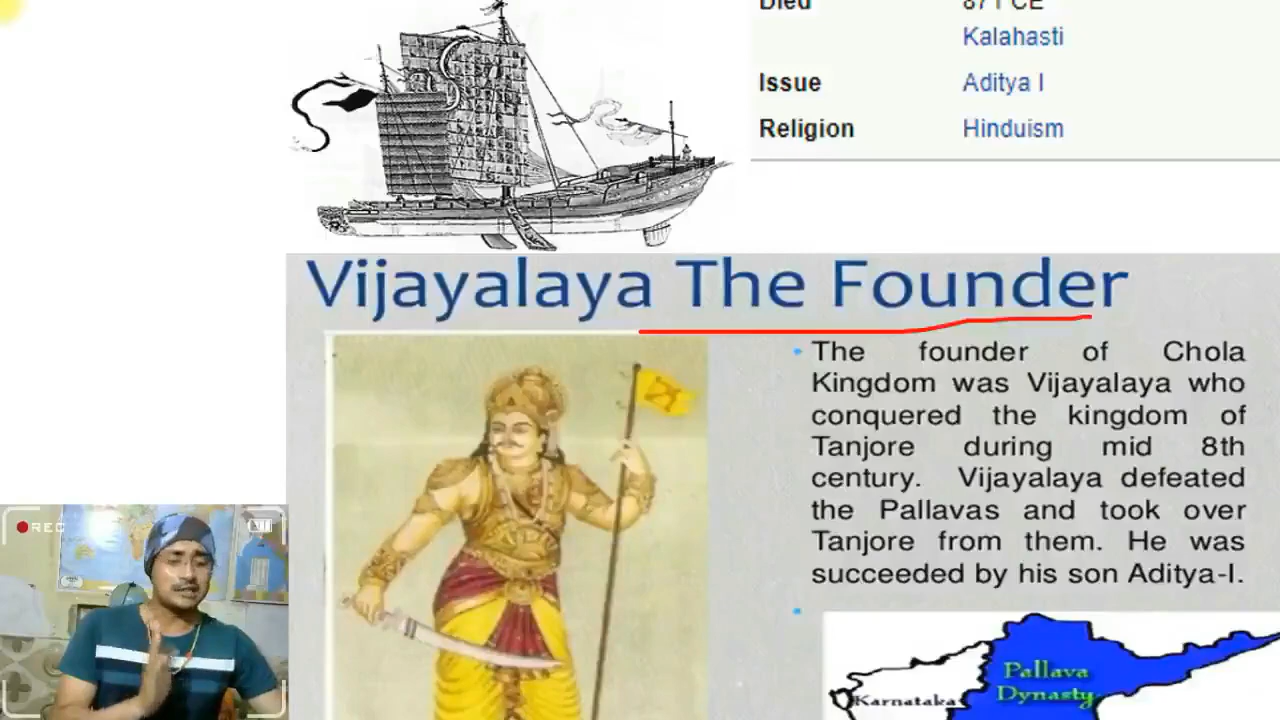 Died 871 CE
Kalahasti
Issue Aditya I
Religion Hinduism
Vijayalaya The Founder
The founder of Chola
Kingdom was Vijayalaya who
conquered the kingdom of
Tanjore during mid 8th
century. Vijayalaya defeated
the Pallavas and took over
Tanjore from them. He was
succeeded by his son Aditya-I.
REC
Pallava
Dynasty
Karnataka